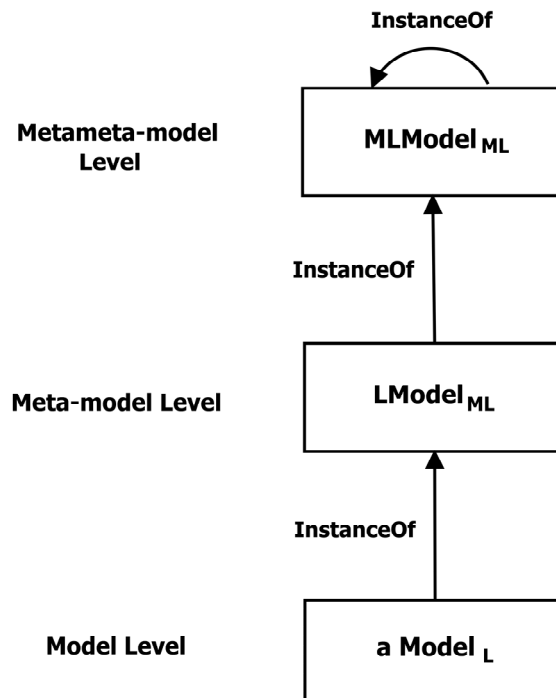 InstanceOf
Metameta-model
Level
MLModel ML
InstanceOf
Meta-model Level
LModel ML
InstanceOf
Model Level
a Model L